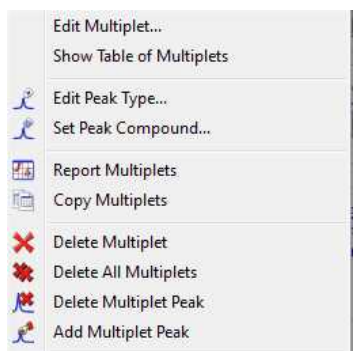 Edit Multiplet...
Show Table of Multiplets
Edit Peak Type...
Set Peak Compound...
Report Multiplets
Copy Multiplets
Delete Multiplet
Delete All Multiplets
Delete Multiplet Peak
Add Multiplet Peak